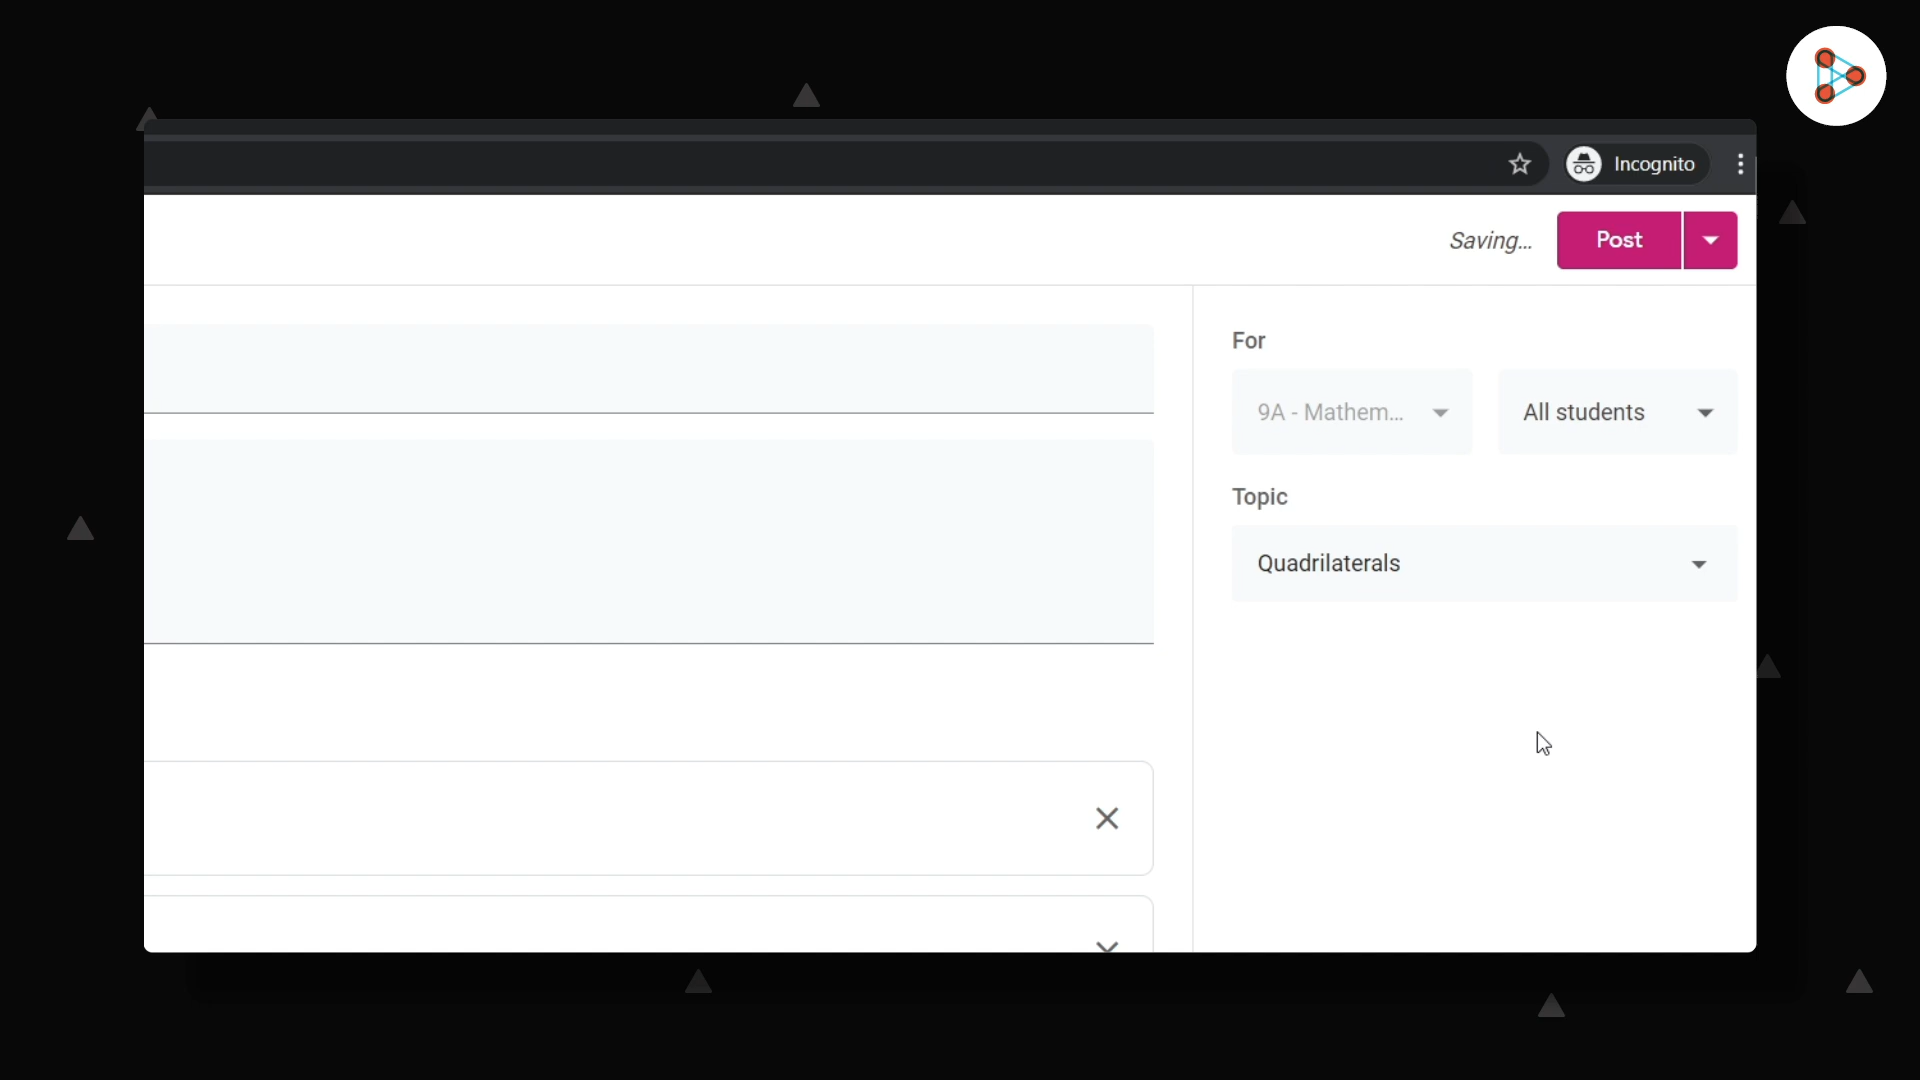 Incognito
Saving...
Post
For
9A - Mathem...
All students
Topic
Quadrilaterals